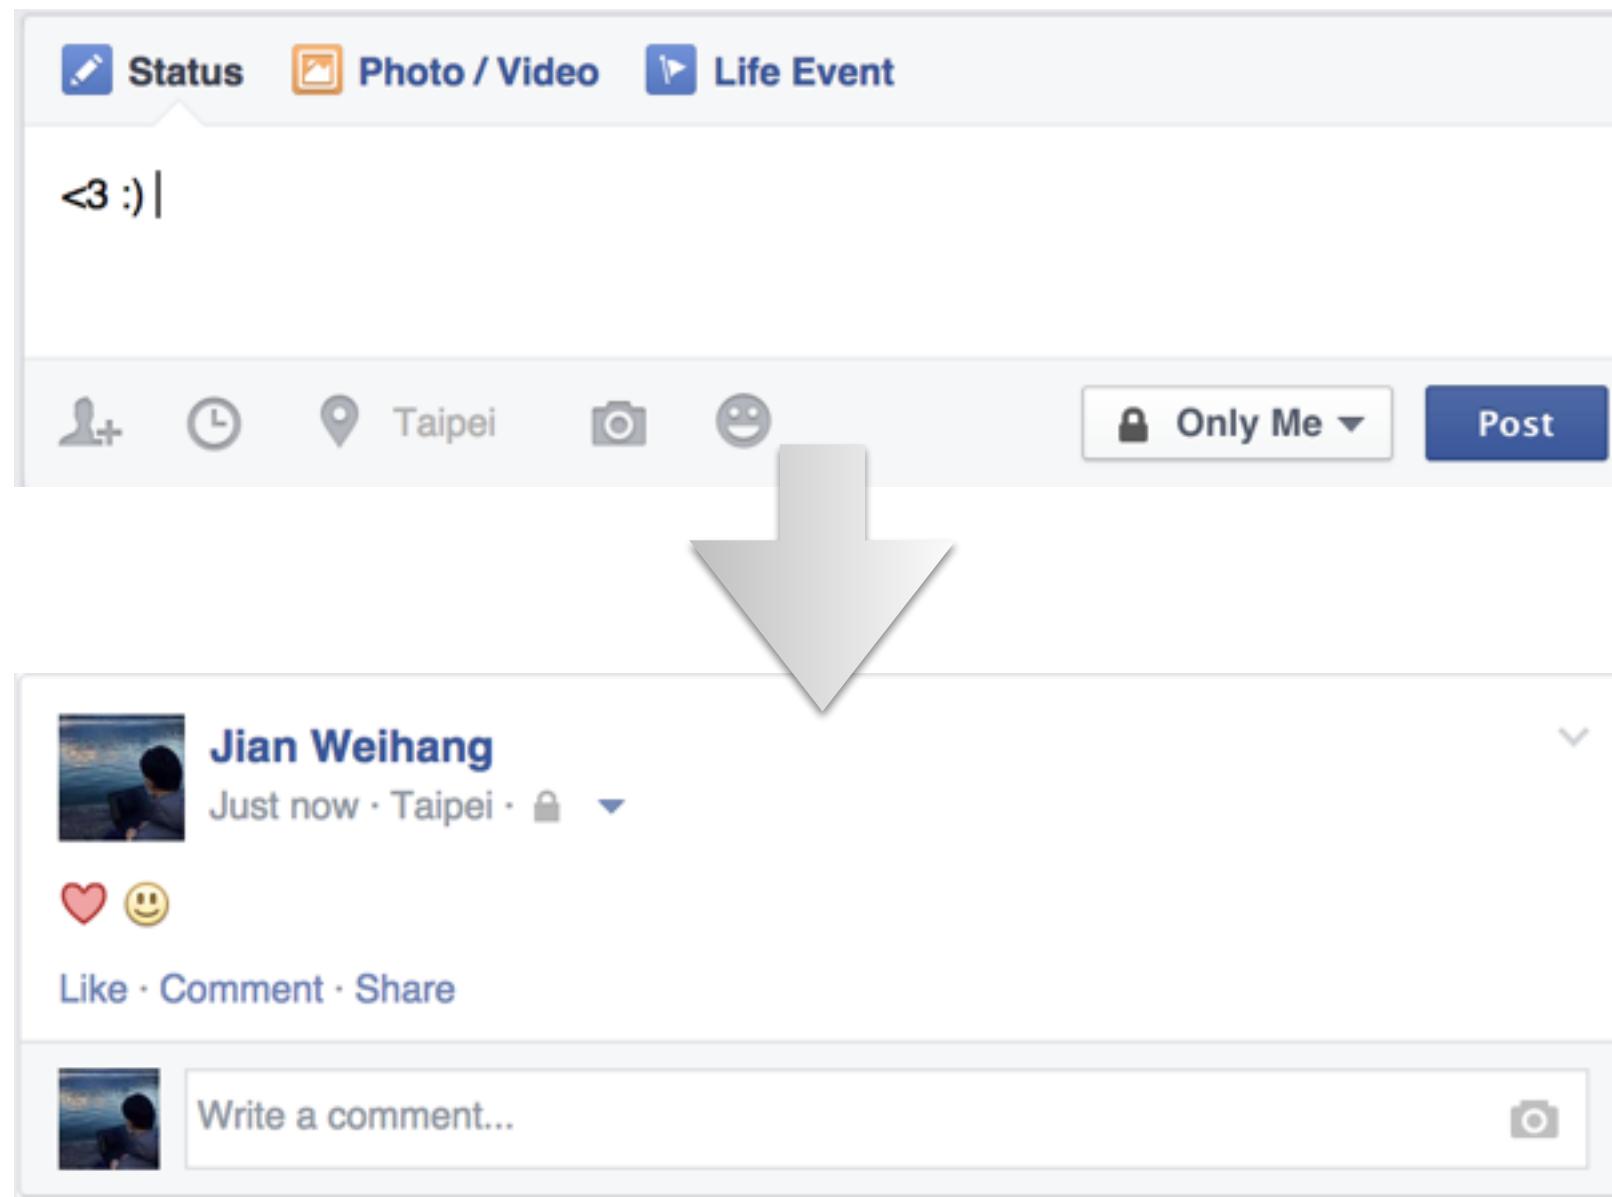 Status Photo / Video Life Event
<3 :)
Taipei Only Me Post
Jian Weihang
Just now · Taipei ·
Like · Comment · Share
Write a comment...